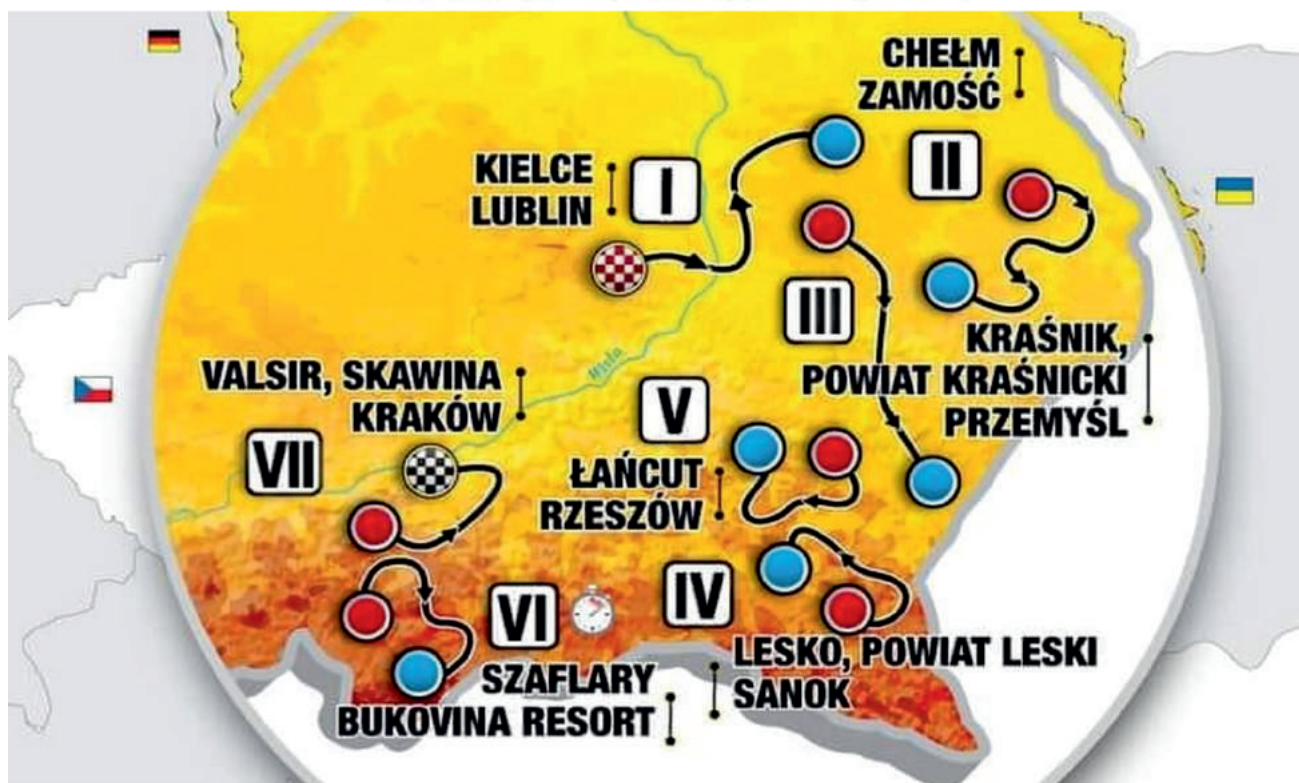 CHEŁM
ZAMOŚĆ
II
KIELCE
LUBLIN
I
III
KRAŚNIK,
POWIAT KRAŚNICKI
PRZEMYŚL
Wisła
VALSIR, SKAWINA
KRAKÓW
VII
V
ŁAŃCUT
RZESZÓW
IV
LESKO, POWIAT LESKI
SANOK
VI
SZAFLARY
BUKOVINA RESORT